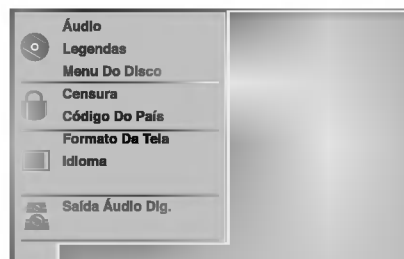 Áudio
Legendas
Menu Do Disco
Censura
Código Do País
Formato Da Tela
Idioma
Saída Áudio Dig.